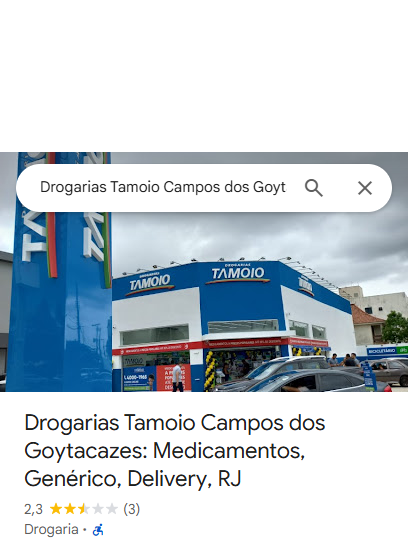 Drogarias Tamoio Campos dos Goyt
TAMOIO
TAMOIO
DROGARIAS
TAMOIO
DROGARIAS
TAMOIO
Drogarias Tamoio Campos dos
Goytacazes: Medicamentos,
Genérico, Delivery, RJ
2,3 (3)
Drogaria ·